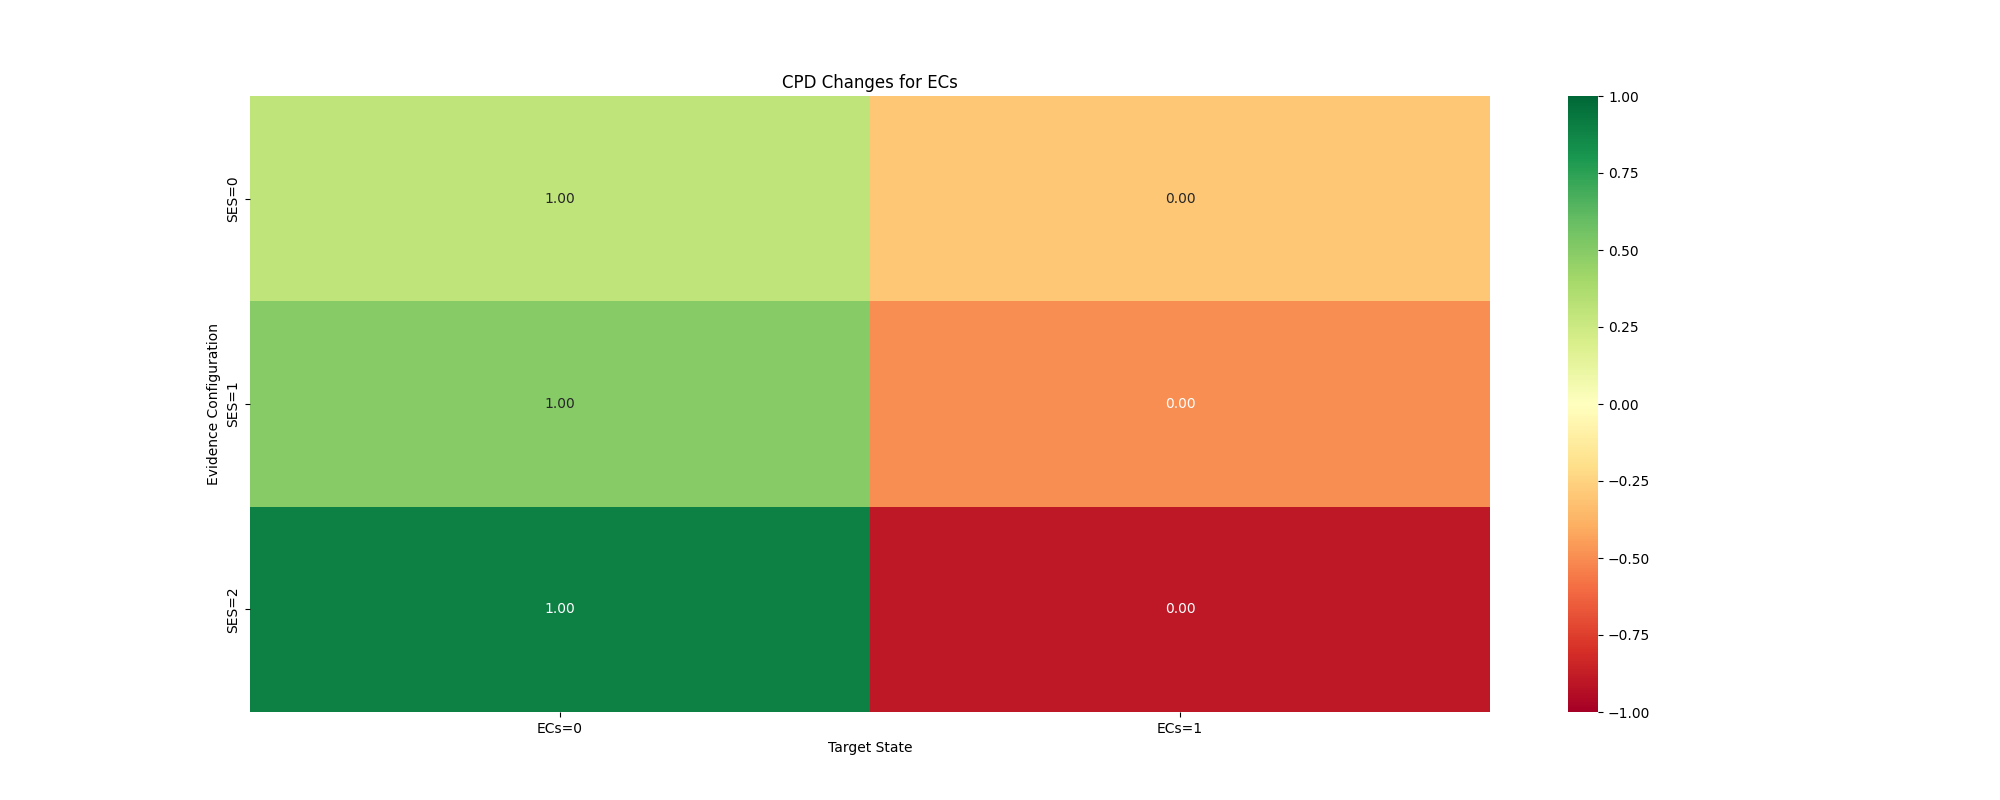 CPD Changes for ECs
Evidence Configuration
SES=0
SES=1
SES=2
1.00
0.00
1.00
0.00
1.00
0.00
ECs=0
ECs=1
Target State
1.00
0.75
0.50
0.25
0.00
−0.25
−0.50
−0.75
−1.00